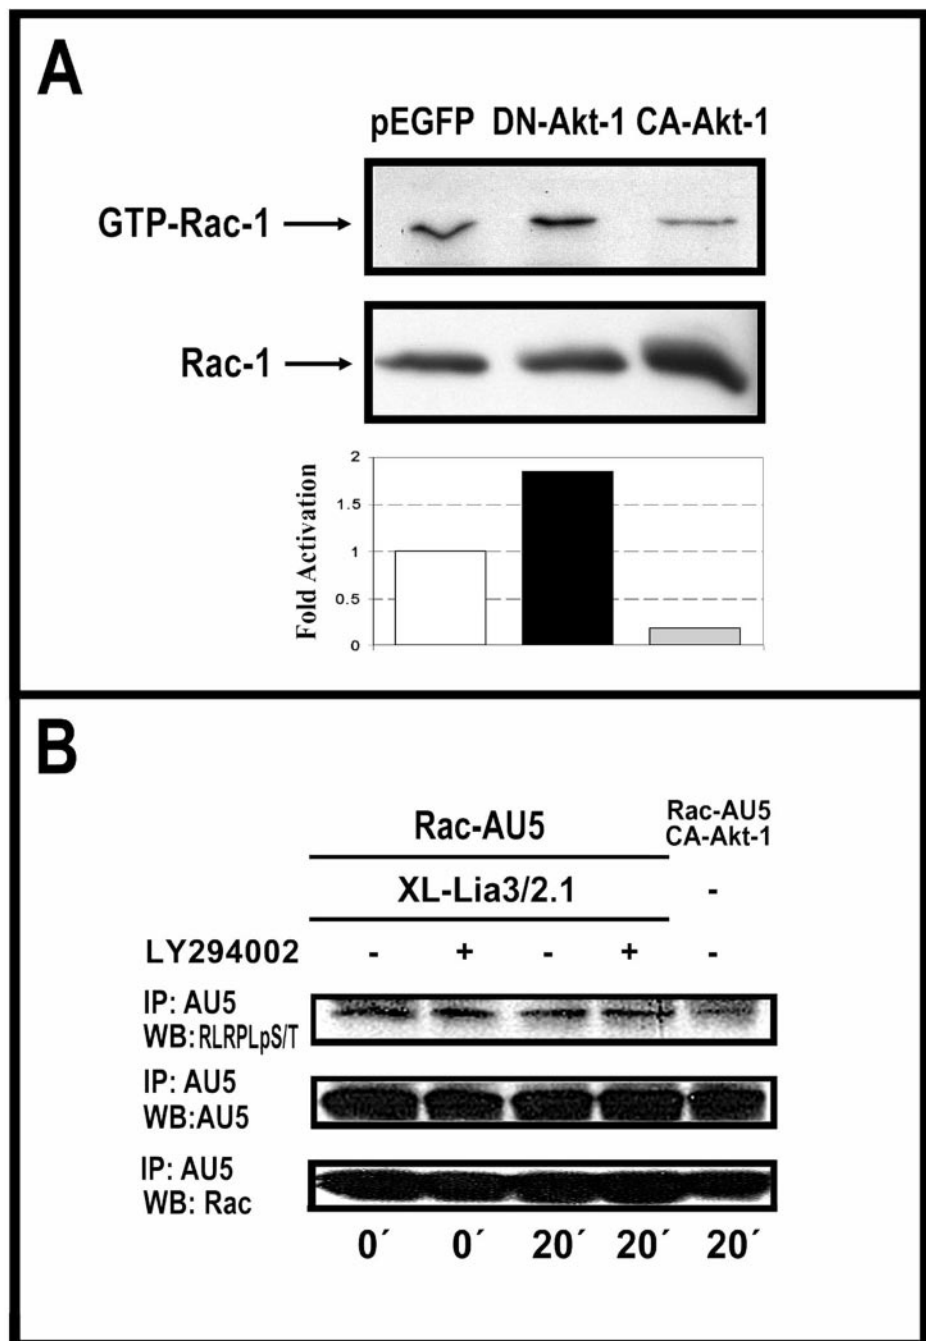 A
pEGFP DN-Akt-1 CA-Akt-1
GTP-Rac-1
Rac-1
Fold Activation
2
1.5
1
0.5
0
B
Rac-AU5
Rac-AU5
CA-Akt-1
XL-Lia3/2.1
-
LY294002 - + - + -
IP: AU5
WB:RLRPLpS/T
IP: AU5
WB:AU5
IP: AU5
WB: Rac
0´ 0´ 20´ 20´ 20´